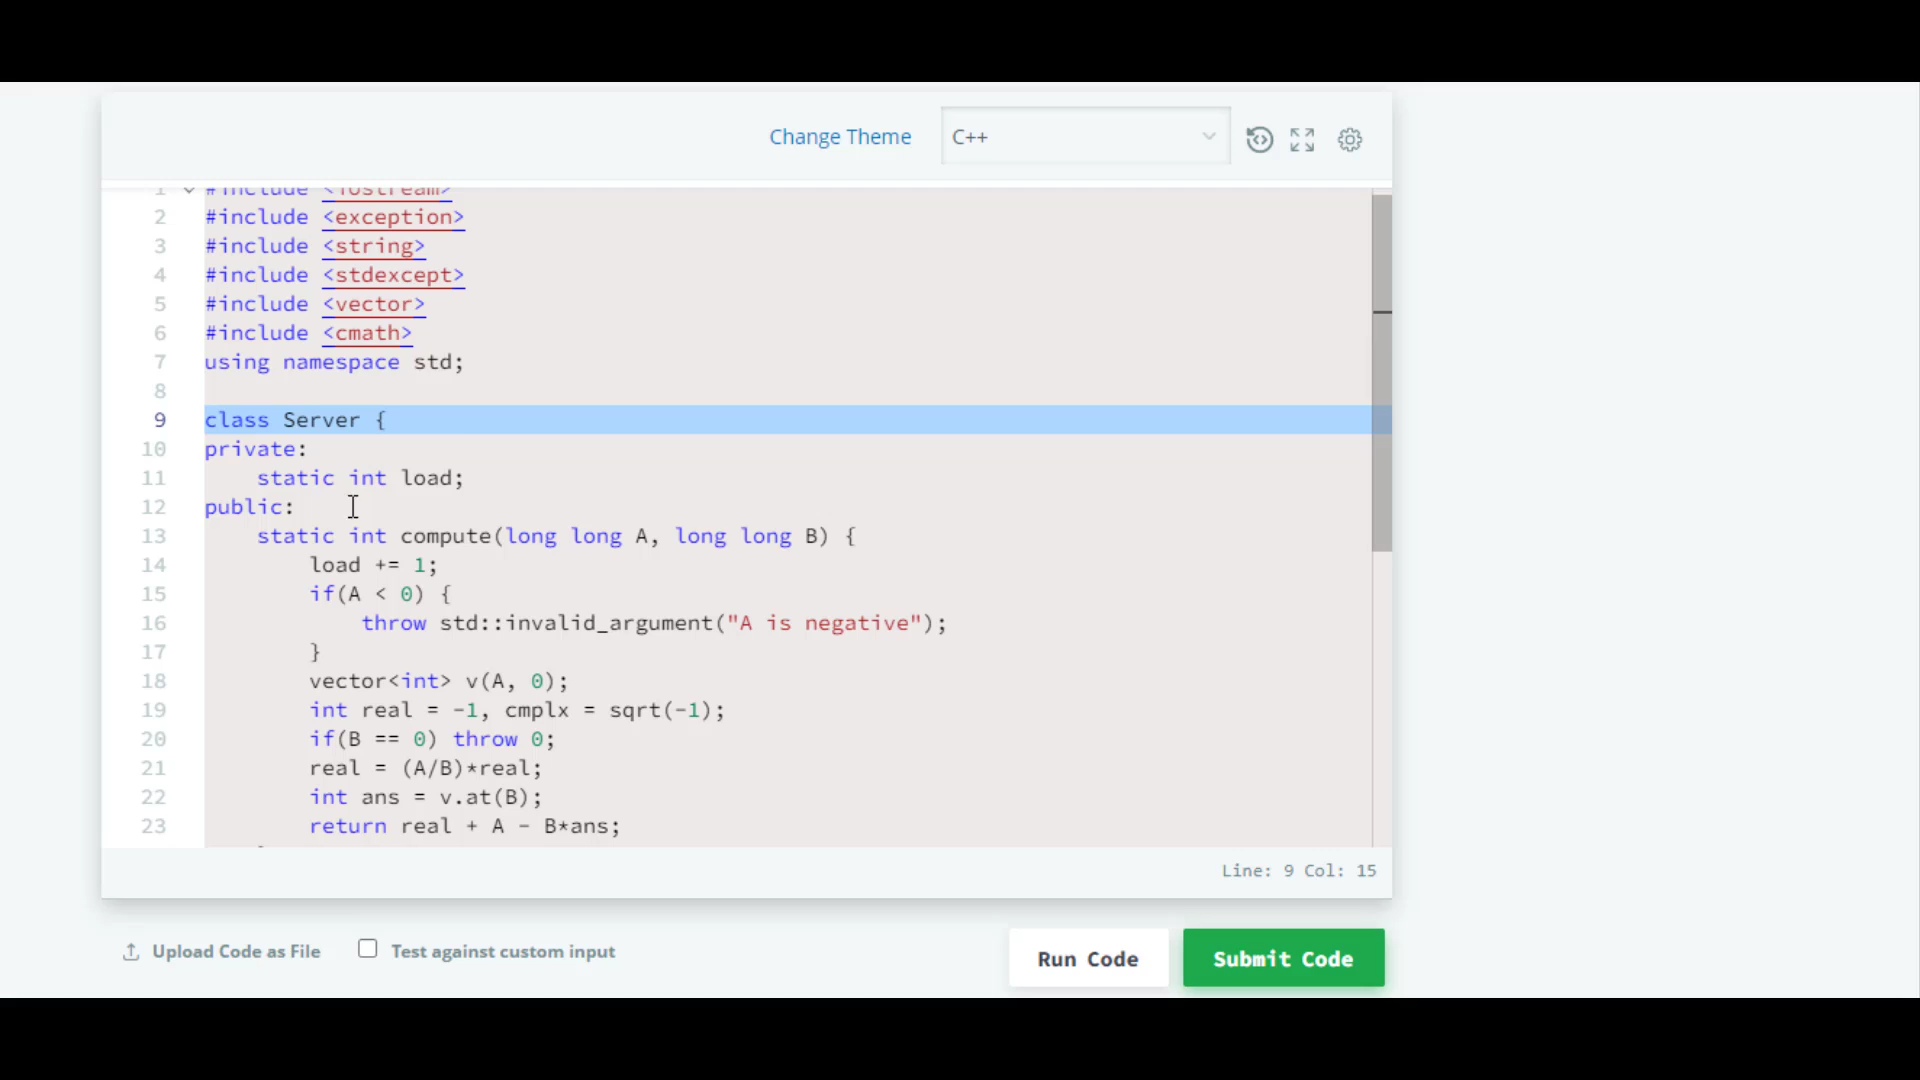 Change Theme C++
1 #include <iostream>
2 #include <exception>
3 #include <string>
4 #include <stdexcept>
5 #include <vector>
6 #include <cmath>
7 using namespace std;
8
9 class Server {
10 private:
11 static int load;
12 public:
13 static int compute(long long A, long long B) {
14 load += 1;
15 if(A < 0) {
16 throw std::invalid_argument("A is negative");
17 }
18 vector<int> v(A, 0);
19 int real = -1, cmplx = sqrt(-1);
20 if(B == 0) throw 0;
21 real = (A/B)*real;
22 int ans = v.at(B);
23 return real + A - B*ans;
Line: 9 Col: 15
Upload Code as File Test against custom input Run Code Submit Code